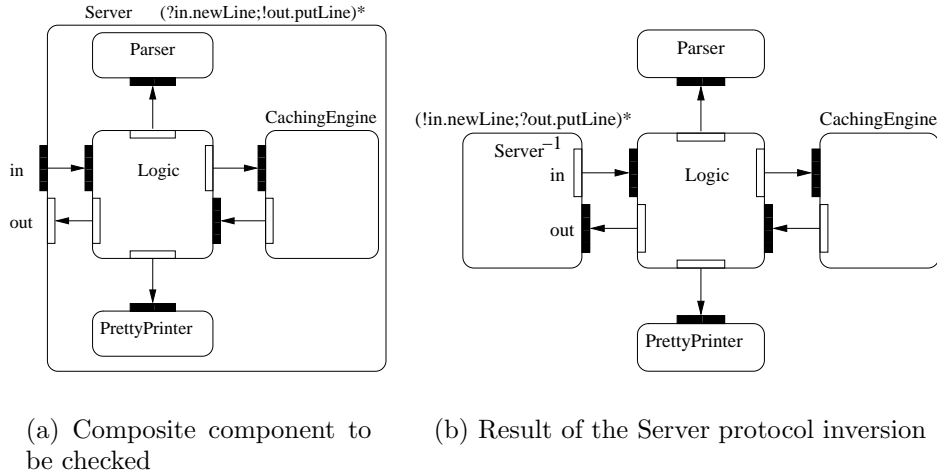 Server (?in.newLine;!out.putLine)*
Parser
CachingEngine
in
Logic
out
PrettyPrinter
(a) Composite component to
be checked
Parser
(!in.newLine;?out.putLine)*
CachingEngine
Server-1
in
Logic
out
PrettyPrinter
(b) Result of the Server protocol inversion